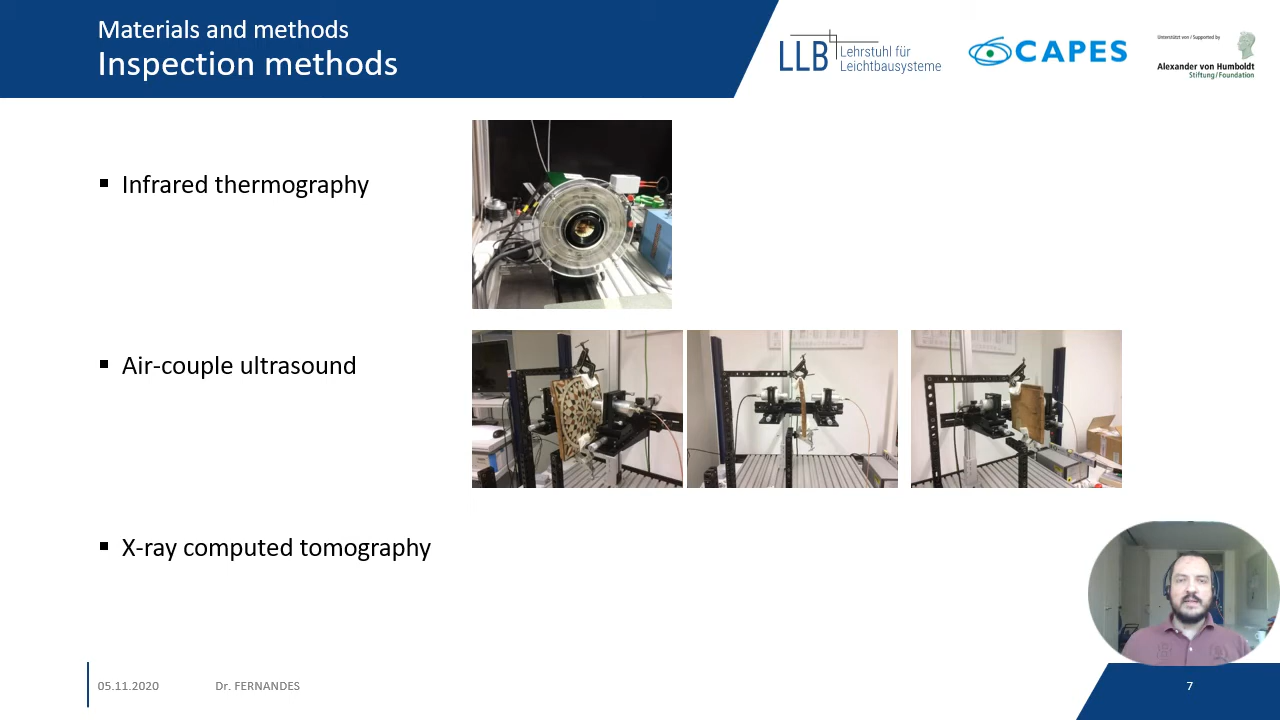 Materials and methods
Inspection methods
LLB Lehrstuhl für
Leichtbausysteme
CAPES
Unterstützt von / Supported by
Alexander von Humboldt
Stiftung/Foundation
Infrared thermography
Air-couple ultrasound
X-ray computed tomography
05.11.2020 Dr. FERNANDES 7